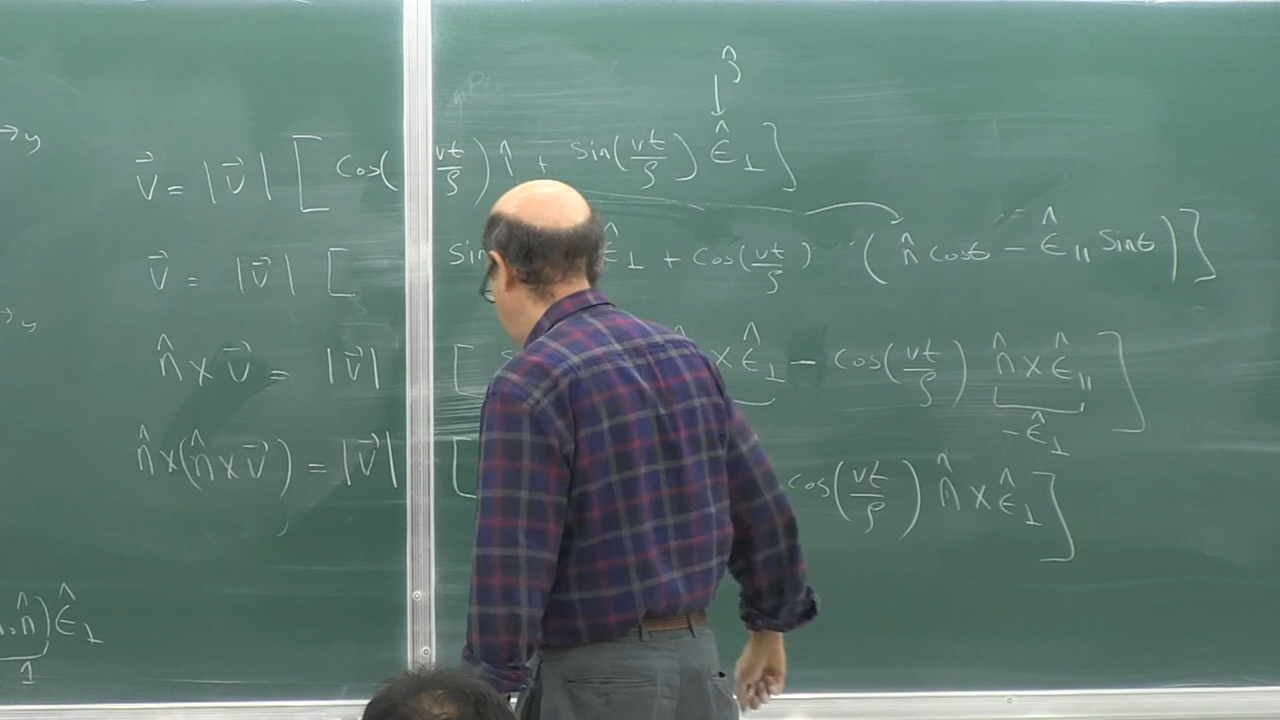 →y
ĵ
↓
v⃗ = |v⃗| [ Cos(vt/ρ) î + Sin(vt/ρ) ε̂⊥ ]
v⃗ = |v⃗| [ Sin ε̂⊥ + Cos(vt/ρ) ( n̂ cosθ − ε̂∥ Sinθ ) ]
→y
n̂ × v⃗ = |v⃗| [ × ε̂⊥ − Cos(vt/ρ) n̂ × ε̂∥ ]
−ε̂⊥
n̂ × (n̂ × v⃗) = |v⃗| [ cos(vt/ρ) n̂ × ε̂⊥ ]
. n̂) ε̂⊥
1